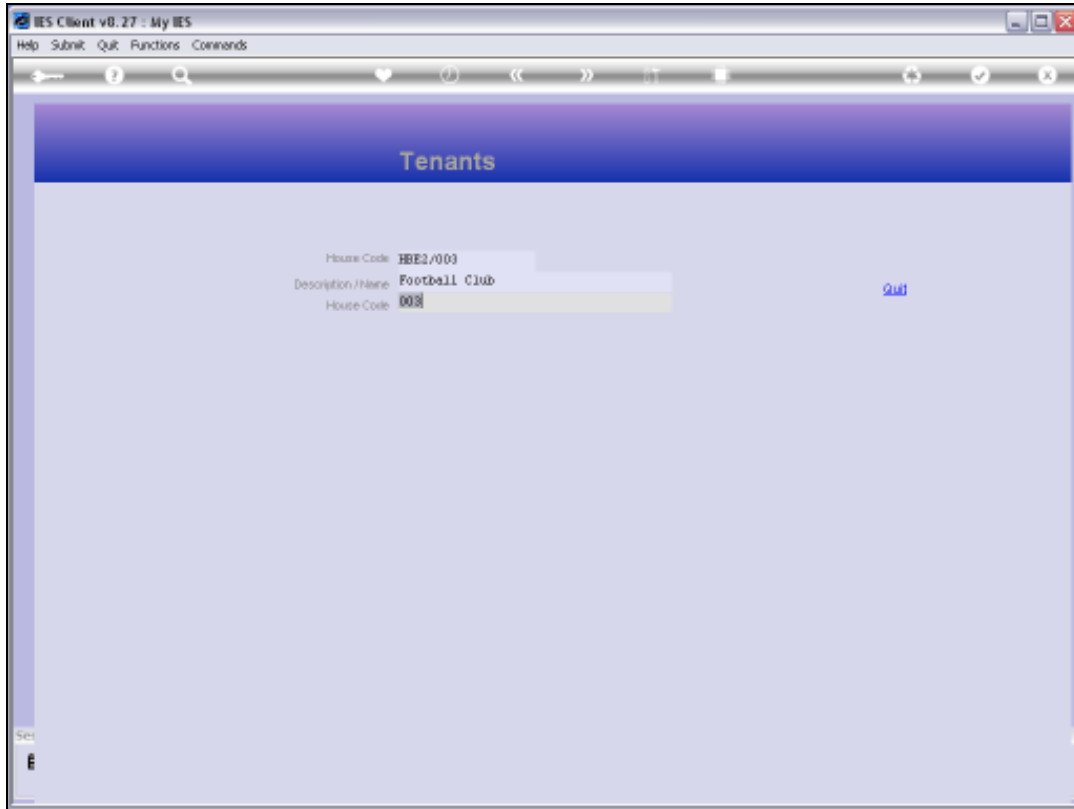 IES Client v8.27 : My IES
Help Submit Quit Functions Commands
Tenants
House Code HBE2/003
Description / Name Football Club
House Code 003
Quit